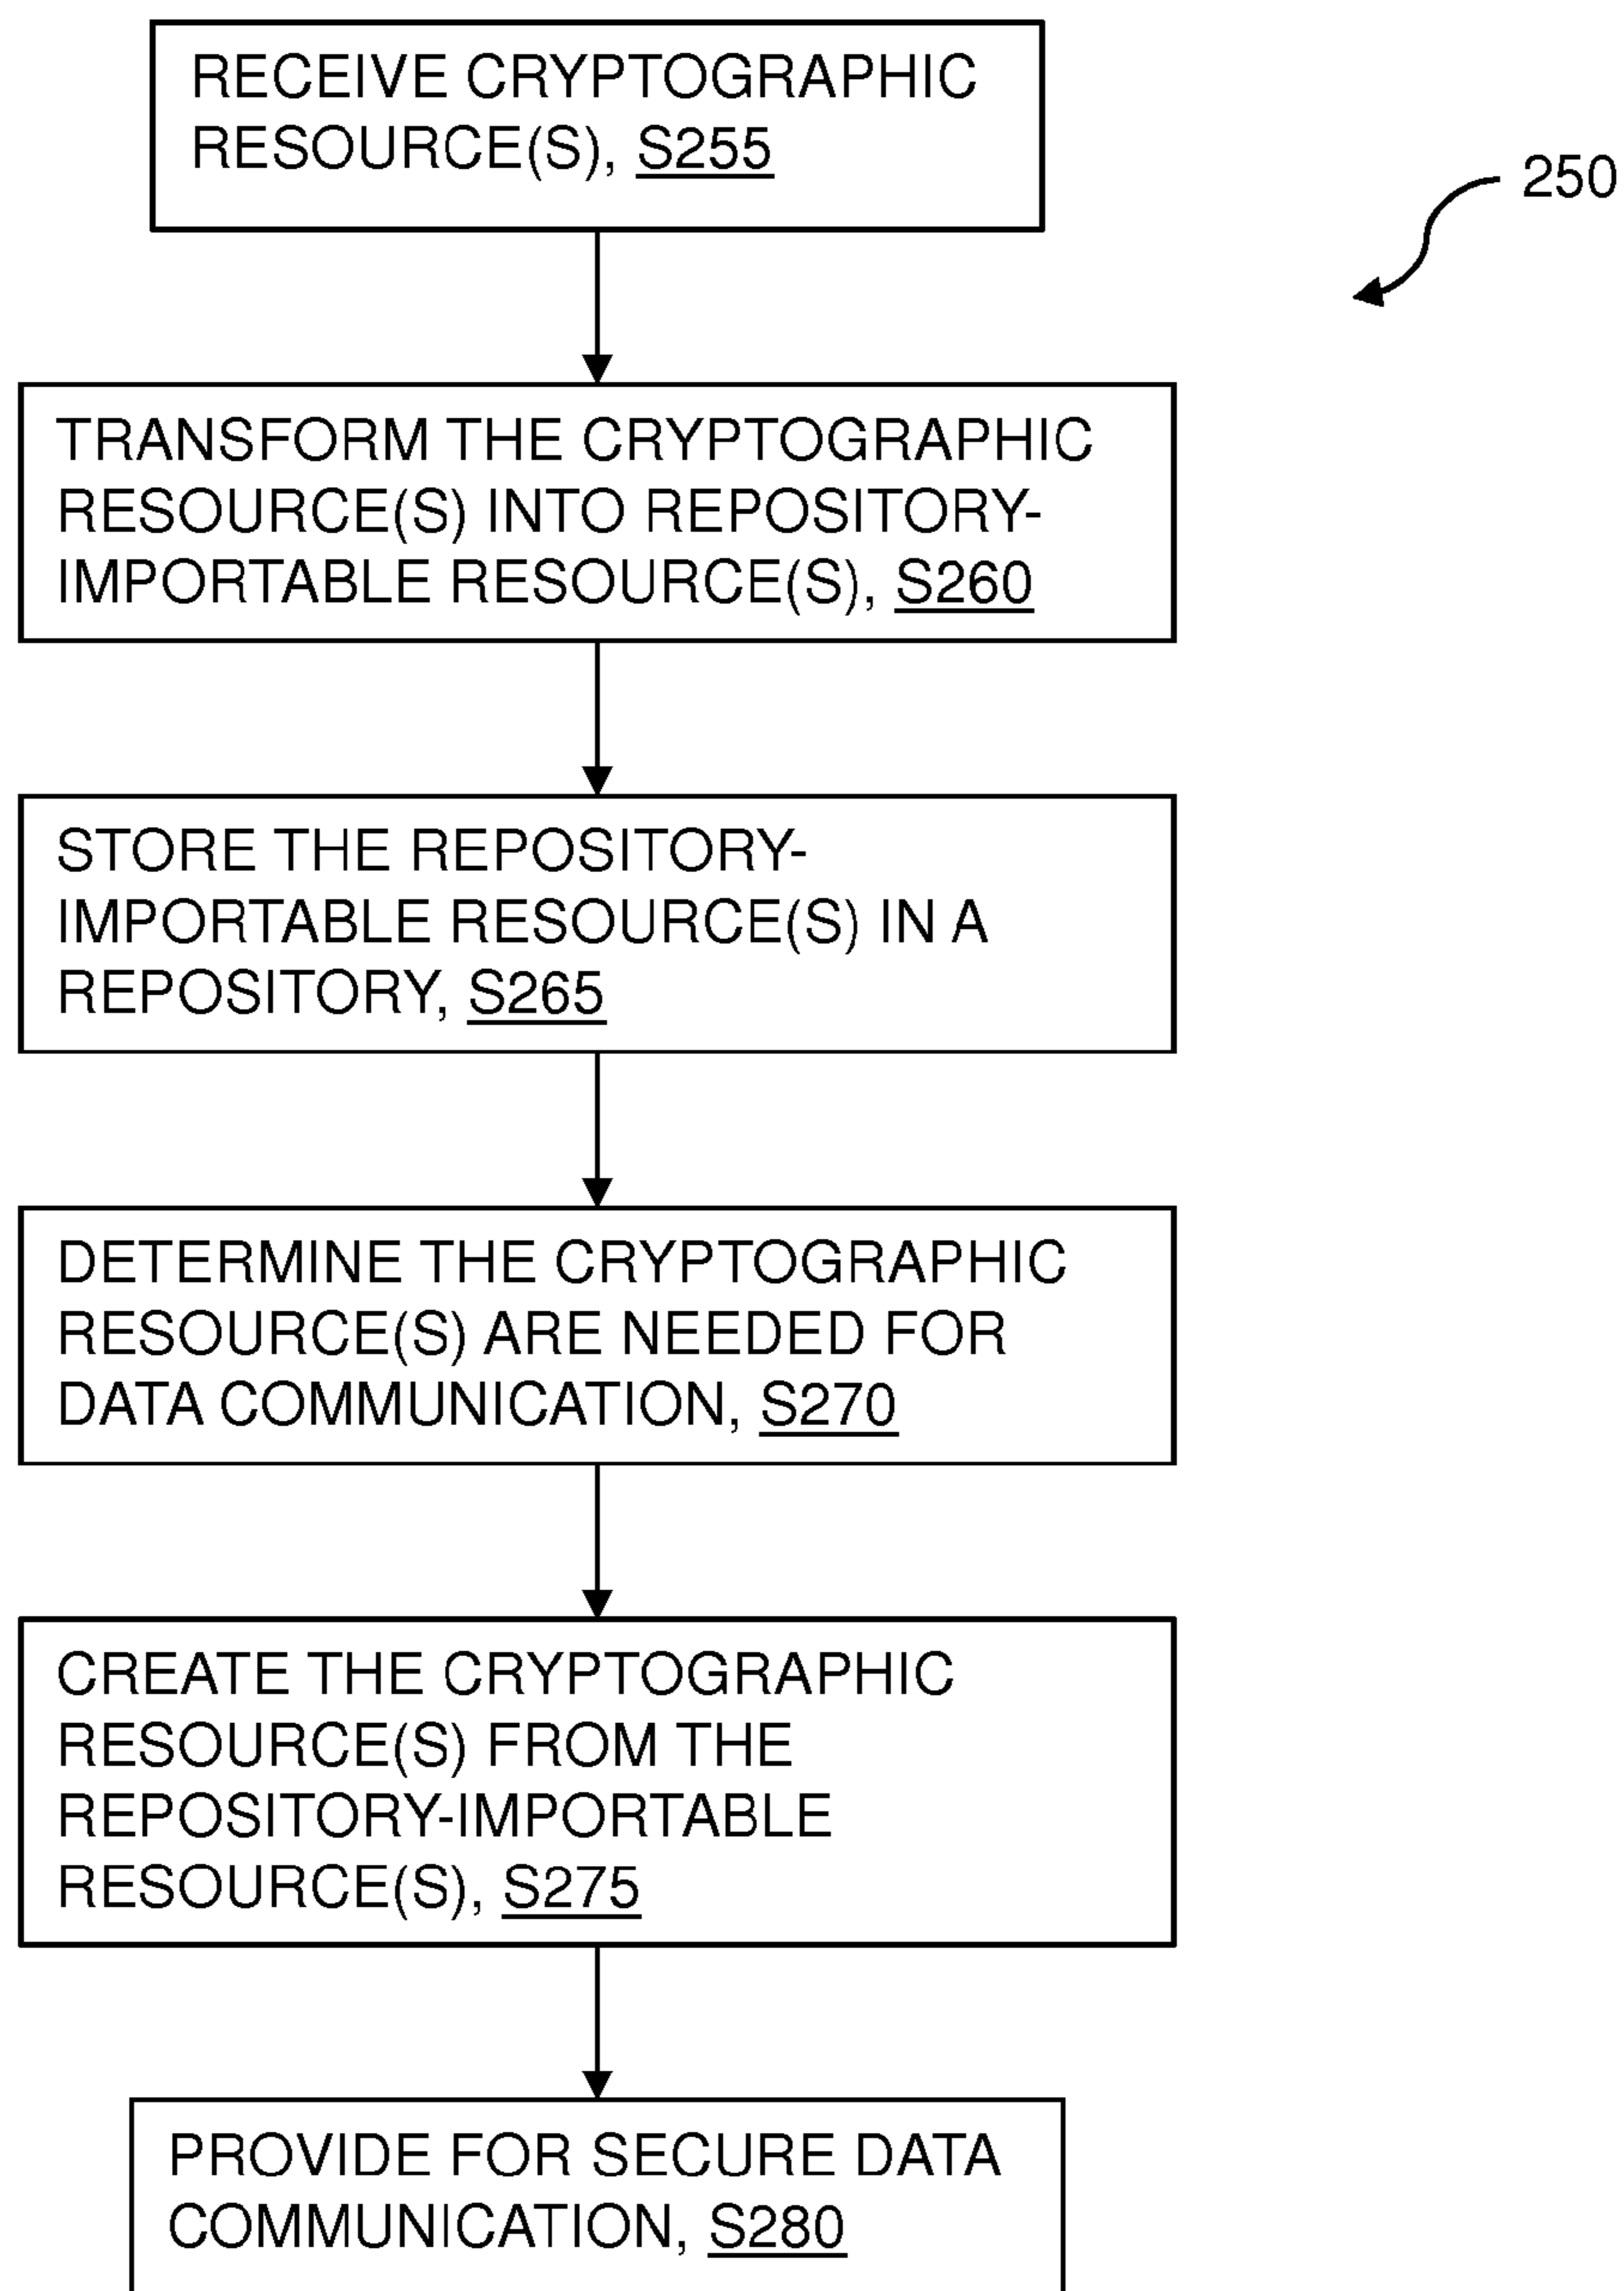 RECEIVE CRYPTOGRAPHIC
RESOURCE(S), S255
250
TRANSFORM THE CRYPTOGRAPHIC
RESOURCE(S) INTO REPOSITORY-
IMPORTABLE RESOURCE(S), S260
STORE THE REPOSITORY-
IMPORTABLE RESOURCE(S) IN A
REPOSITORY, S265
DETERMINE THE CRYPTOGRAPHIC
RESOURCE(S) ARE NEEDED FOR
DATA COMMUNICATION, S270
CREATE THE CRYPTOGRAPHIC
RESOURCE(S) FROM THE
REPOSITORY-IMPORTABLE
RESOURCE(S), S275
PROVIDE FOR SECURE DATA
COMMUNICATION, S280